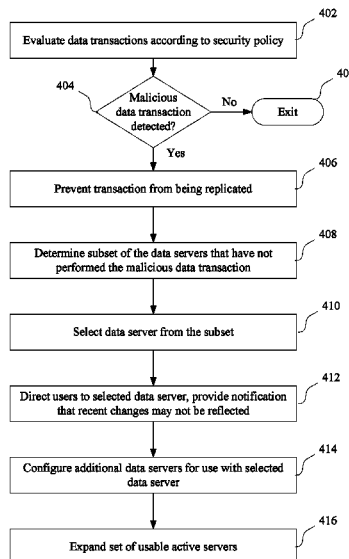 402
Evaluate data transactions according to security policy
404
Malicious
data transaction
detected?
No
40
Exit
Yes
406
Prevent transaction from being replicated
408
Determine subset of the data servers that have not
performed the malicious data transaction
410
Select data server from the subset
412
Direct users to selected data server, provide notification
that recent changes may not be reflected
414
Configure additional data servers for use with selected
data server
416
Expand set of usable active servers